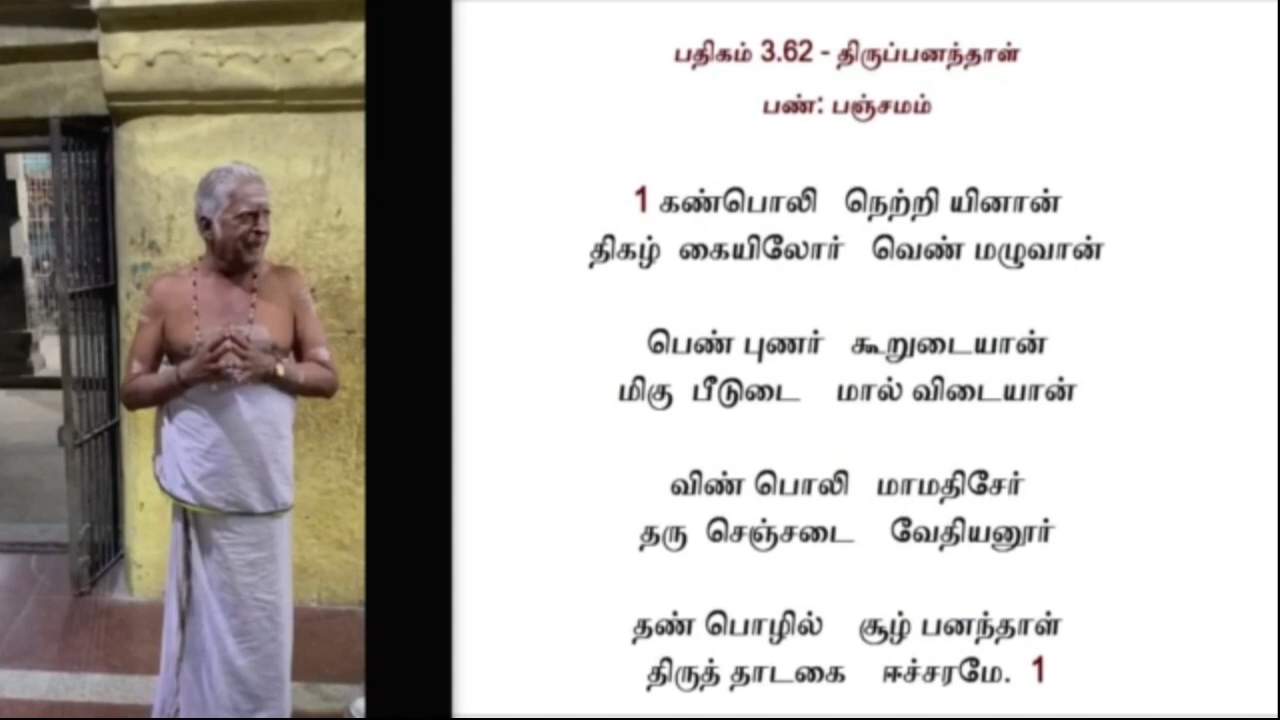 பதிகம் 3.62 - திருப்பனந்தாள்
பண்: பஞ்சமம்
1 கண்பொலி நெற்றி யினான்
திகழ் கையிலோர் வெண் மழுவான்
பெண் புணர் கூறுடையான்
மிகு பீடுடை மால் விடையான்
விண் பொலி மாமதிசேர்
தரு செஞ்சடை வேதியனூர்
தண் பொழில் சூழ் பனந்தாள்
திருத் தாடகை ஈச்சரமே. 1